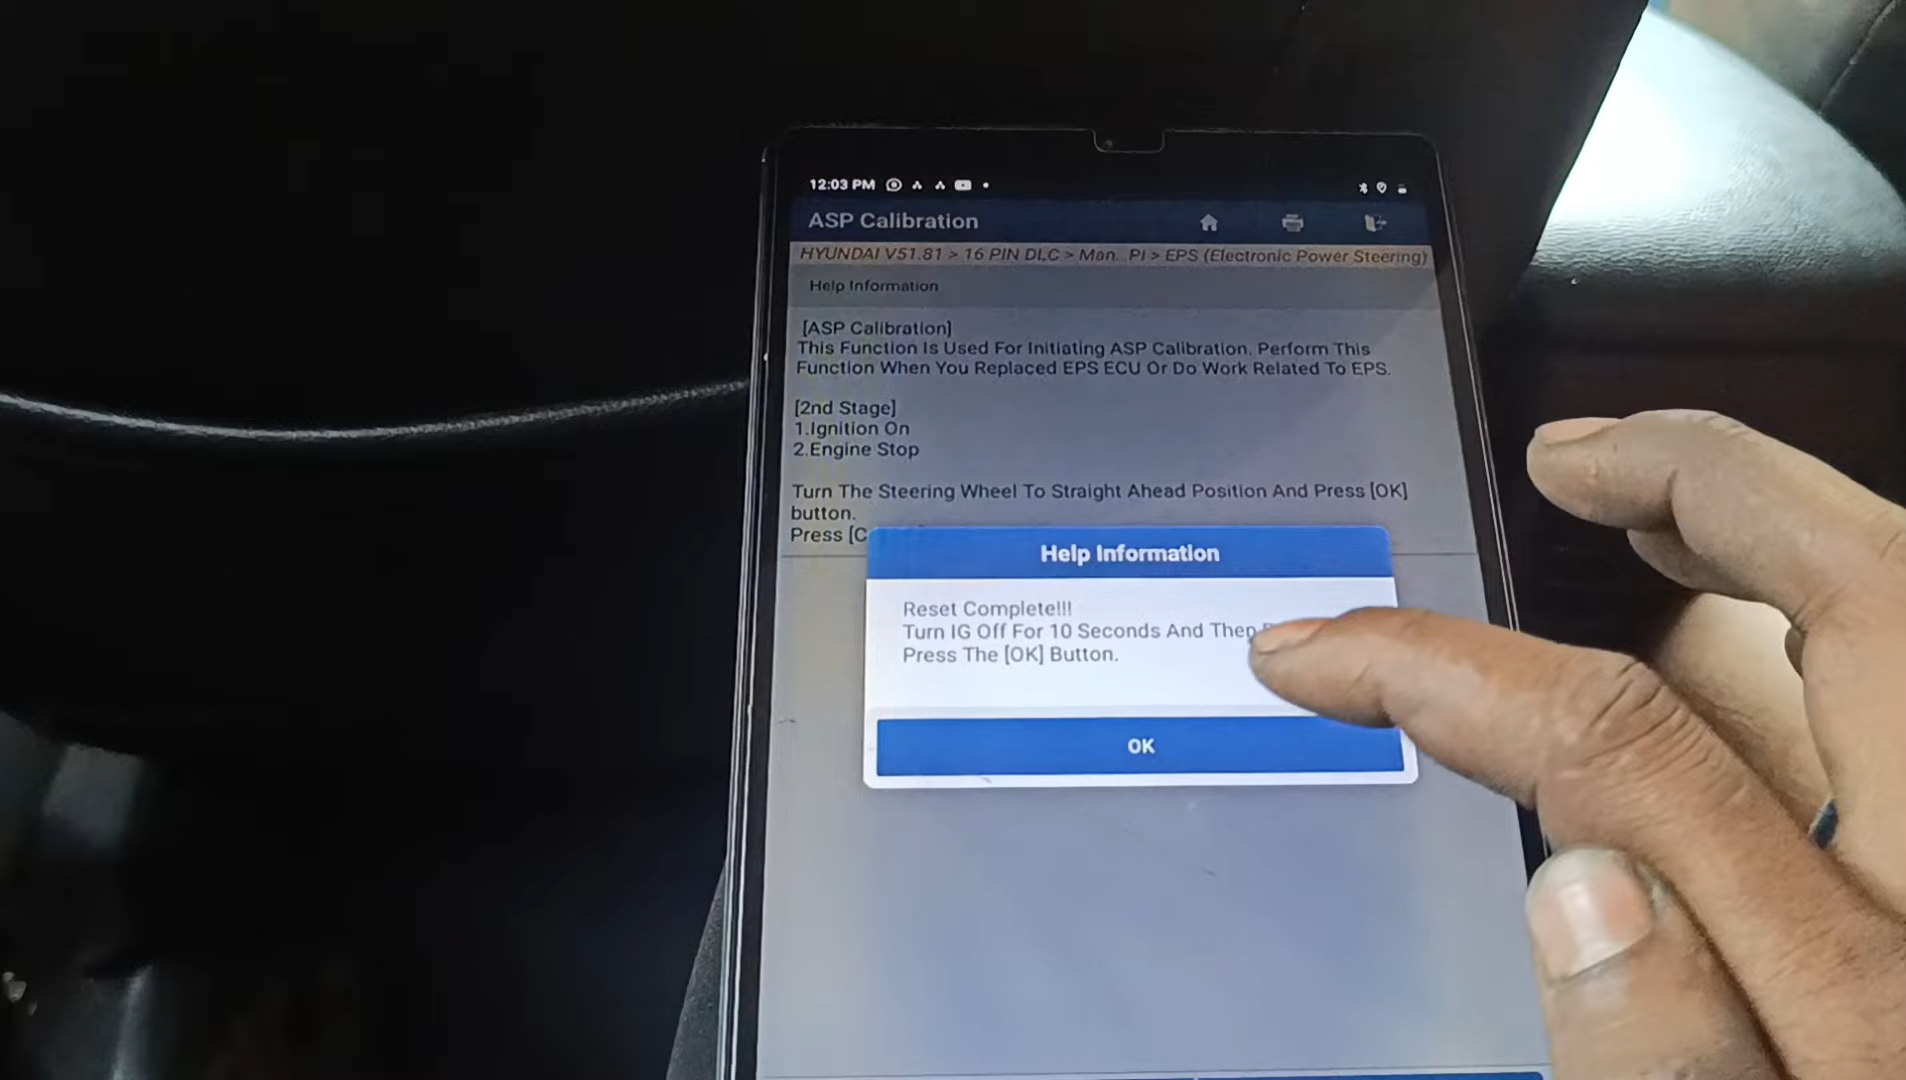 12:03 PM
ASP Calibration
HYUNDAI V51.81 > 16 PIN DLC > Man...PI > EPS (Electronic Power Steering)
Help Information
[ASP Calibration]
This Function Is Used For Initiating ASP Calibration. Perform This
Function When You Replaced EPS ECU Or Do Work Related To EPS.
[2nd Stage]
1.Ignition On
2.Engine Stop
Turn The Steering Wheel To Straight Ahead Position And Press [OK]
button.
Press [C
Help Information
Reset Complete!!!
Turn IG Off For 10 Seconds And Then
Press The [OK] Button.
OK